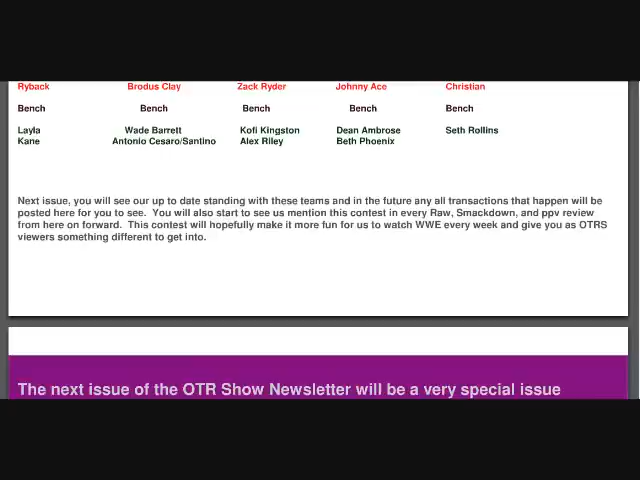 Ryback Brodus Clay Zack Ryder Johnny Ace Christian
Bench Bench Bench Bench Bench
Layla Wade Barrett Kofi Kingston Dean Ambrose Seth Rollins
Kane Antonio Cesaro/Santino Alex Riley Beth Phoenix
Next issue, you will see our up to date standing with these teams and in the future any all transactions that happen will be
posted here for you to see. You will also start to see us mention this contest in every Raw, Smackdown, and ppv review
from here on forward. This contest will hopefully make it more fun for us to watch WWE every week and give you as OTRS
viewers something different to get into.
The next issue of the OTR Show Newsletter will be a very special issue